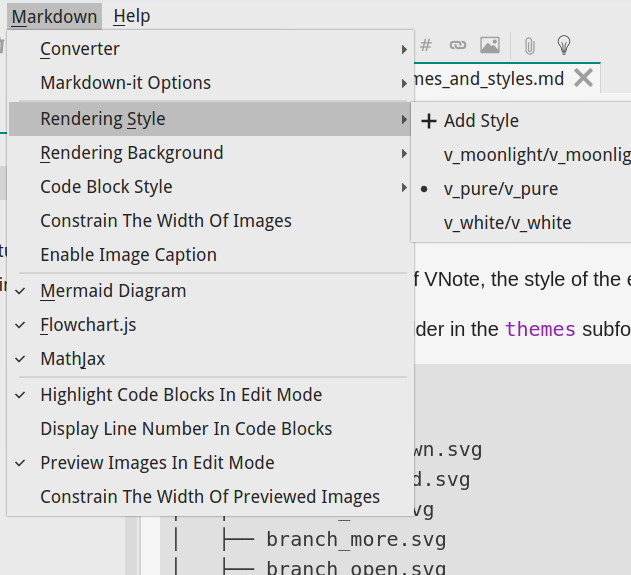 Markdown Help
Converter
mes_and_styles.md
Markdown-it Options
Rendering Style
Add Style
Rendering Background
v_moonlight/v_moonlig
Code Block Style
v_pure/v_pure
Constrain The Width Of Images
v_white/v_white
Enable Image Caption
f VNote, the style of the e
Mermaid Diagram
Flowchart.js
der in the themes subfo
MathJax
Highlight Code Blocks In Edit Mode
Display Line Number In Code Blocks
wn.svg
Preview Images In Edit Mode
d.svg
Constrain The Width Of Previewed Images
vg
│ ├── branch_more.svg
│ ├── branch_open.svg